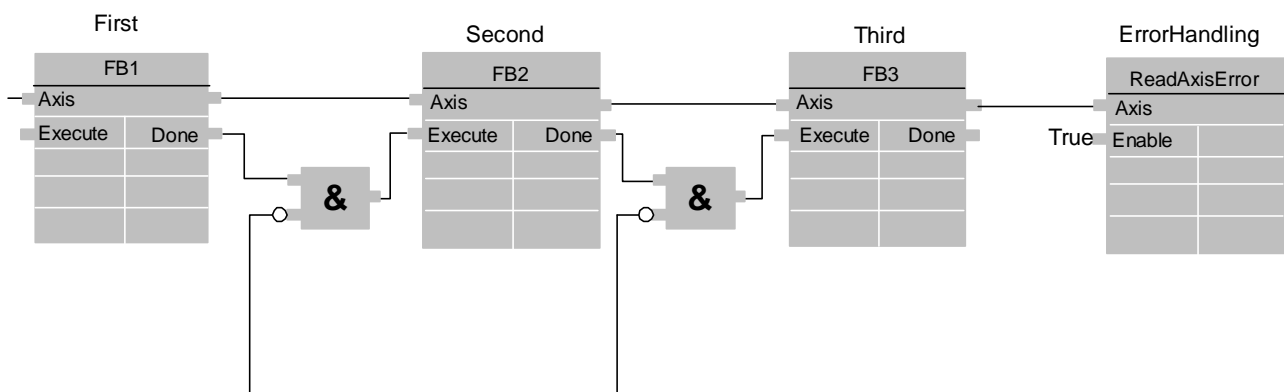 First
Second
Third
ErrorHandling
FB1
FB2
FB3
ReadAxisError
Axis
Axis
Axis
Axis
Execute Done
Execute Done
Execute Done
True Enable
&
&